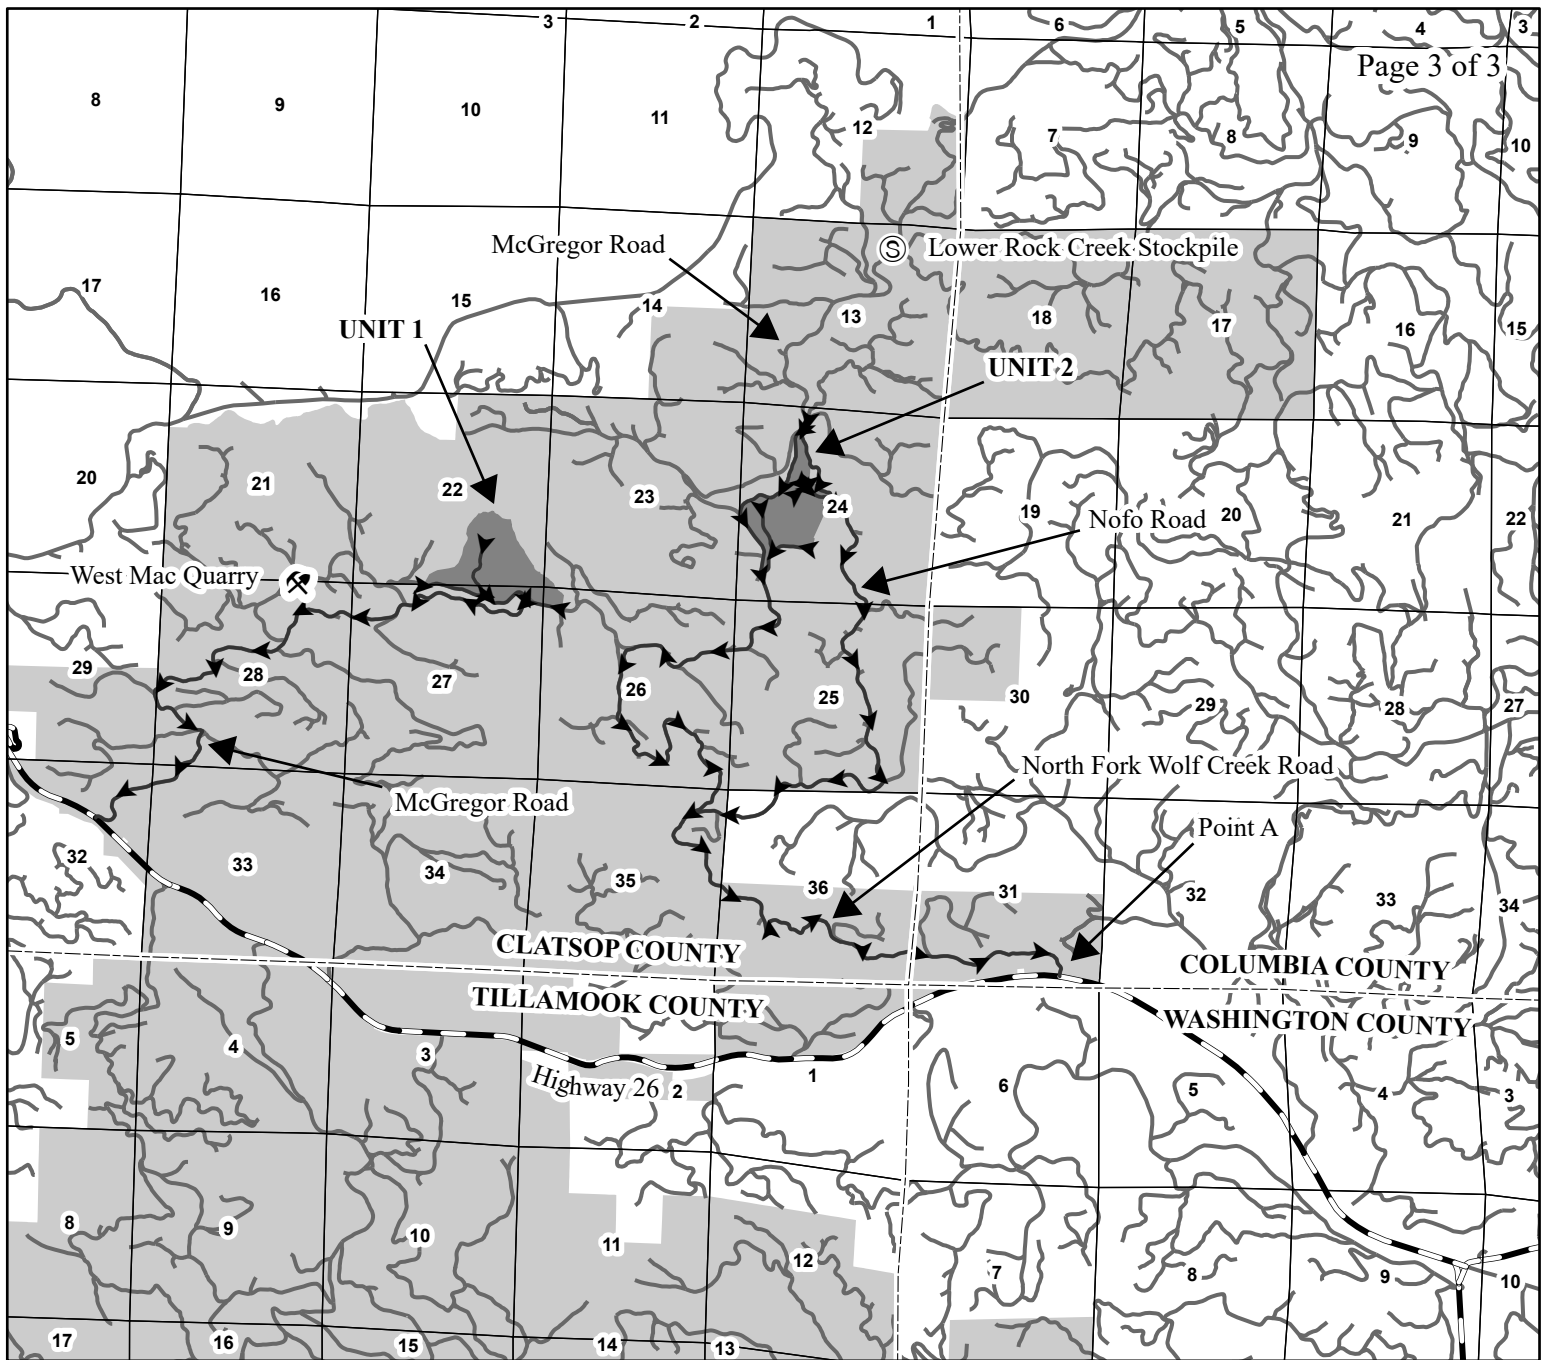 3 2 1 6 5 4 3
Page 3 of 3
8 9 10 11 12 7 8 9 10
McGregor Road
Lower Rock Creek Stockpile
S
17 16 15 14 13 18 17 16 15
UNIT 1
UNIT 2
20 21 22 23 24 19 20 21 22
Nofo Road
West Mac Quarry
29 28 27 26 25 30 29 28 27
North Fork Wolf Creek Road
McGregor Road
Point A
32 33 34 35 36 31 32 33 34
CLATSOP COUNTY
COLUMBIA COUNTY
TILLAMOOK COUNTY
WASHINGTON COUNTY
5 4 3 2 1 6 5 4 3
Highway 26
8 9 10 11 12 7 8 9 10
17 16 15 14 13